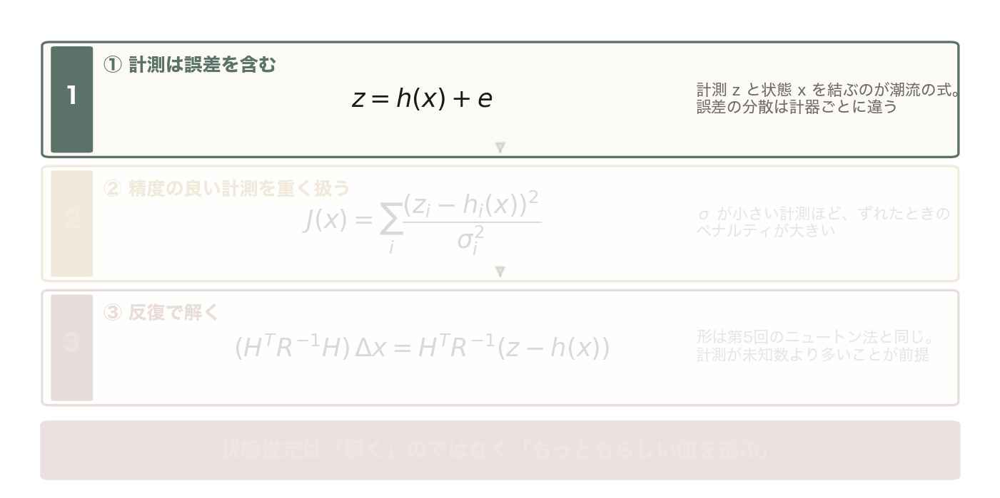 1
① 計測は誤差を含む
z = h(x) + e
計測 z と状態 x を結ぶのが潮流の式。
誤差の分散は計器ごとに違う
2
② 精度の良い計測を重く扱う
J(x) = ∑_i (z_i − h_i(x))² / σ_i²
σ が小さい計測ほど、ずれたときの
ペナルティが大きい
3
③ 反復で解く
(HᵀR⁻¹H) Δx = HᵀR⁻¹(z − h(x))
形は第5回のニュートン法と同じ。
計測が未知数より多いことが前提
状態推定は「解く」のではなく「もっともらしい値を選ぶ」